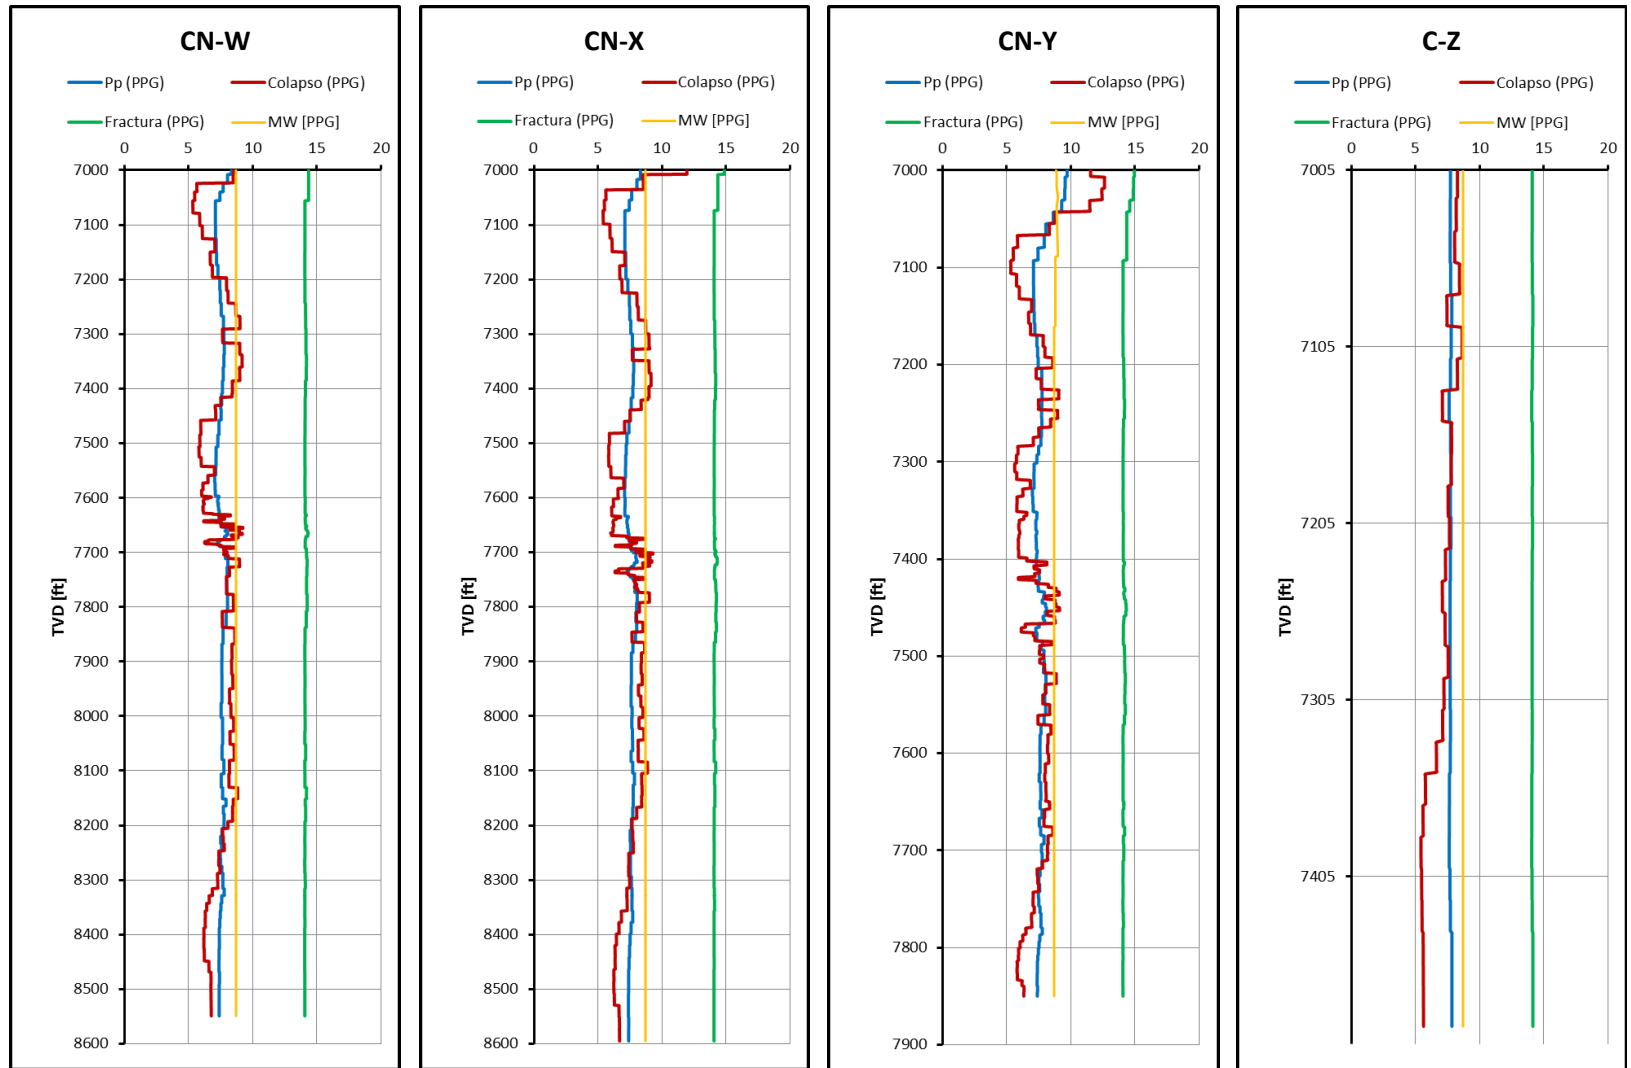 CN-W
Pp (PPG) Colapso (PPG)
Fractura (PPG) MW [PPG]
0 5 10 15 20
7000
7100
7200
7300
7400
7500
7600
7700
7800
7900
8000
8100
8200
8300
8400
8500
8600
TVD [ft]
CN-X
Pp (PPG) Colapso (PPG)
Fractura (PPG) MW [PPG]
0 5 10 15 20
7000
7100
7200
7300
7400
7500
7600
7700
7800
7900
8000
8100
8200
8300
8400
8500
8600
TVD [ft]
CN-Y
Pp (PPG) Colapso (PPG)
Fractura (PPG) MW [PPG]
0 5 10 15 20
7000
7100
7200
7300
7400
7500
7600
7700
7800
7900
TVD [ft]
C-Z
Pp (PPG) Colapso (PPG)
Fractura (PPG) MW [PPG]
0 5 10 15 20
7005
7105
7205
7305
7405
TVD [ft]